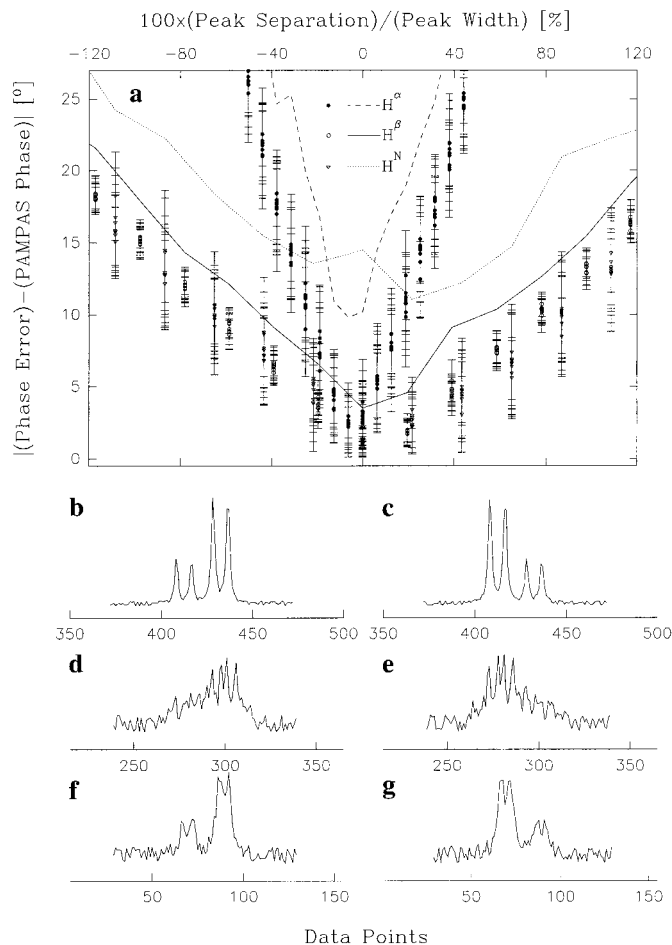 100x(Peak Separation)/(Peak Width) [%]
−120 −80 −40 0 40 80 120
|(Phase Error)−(PAMPAS Phase)| [º]
25
20
15
10
5
0
a
H^α
H^β
H^N
b
c
350 400 450 500
350 400 450 500
d
e
250 300 350
250 300 350
f
g
50 100 150
50 100 150
Data Points